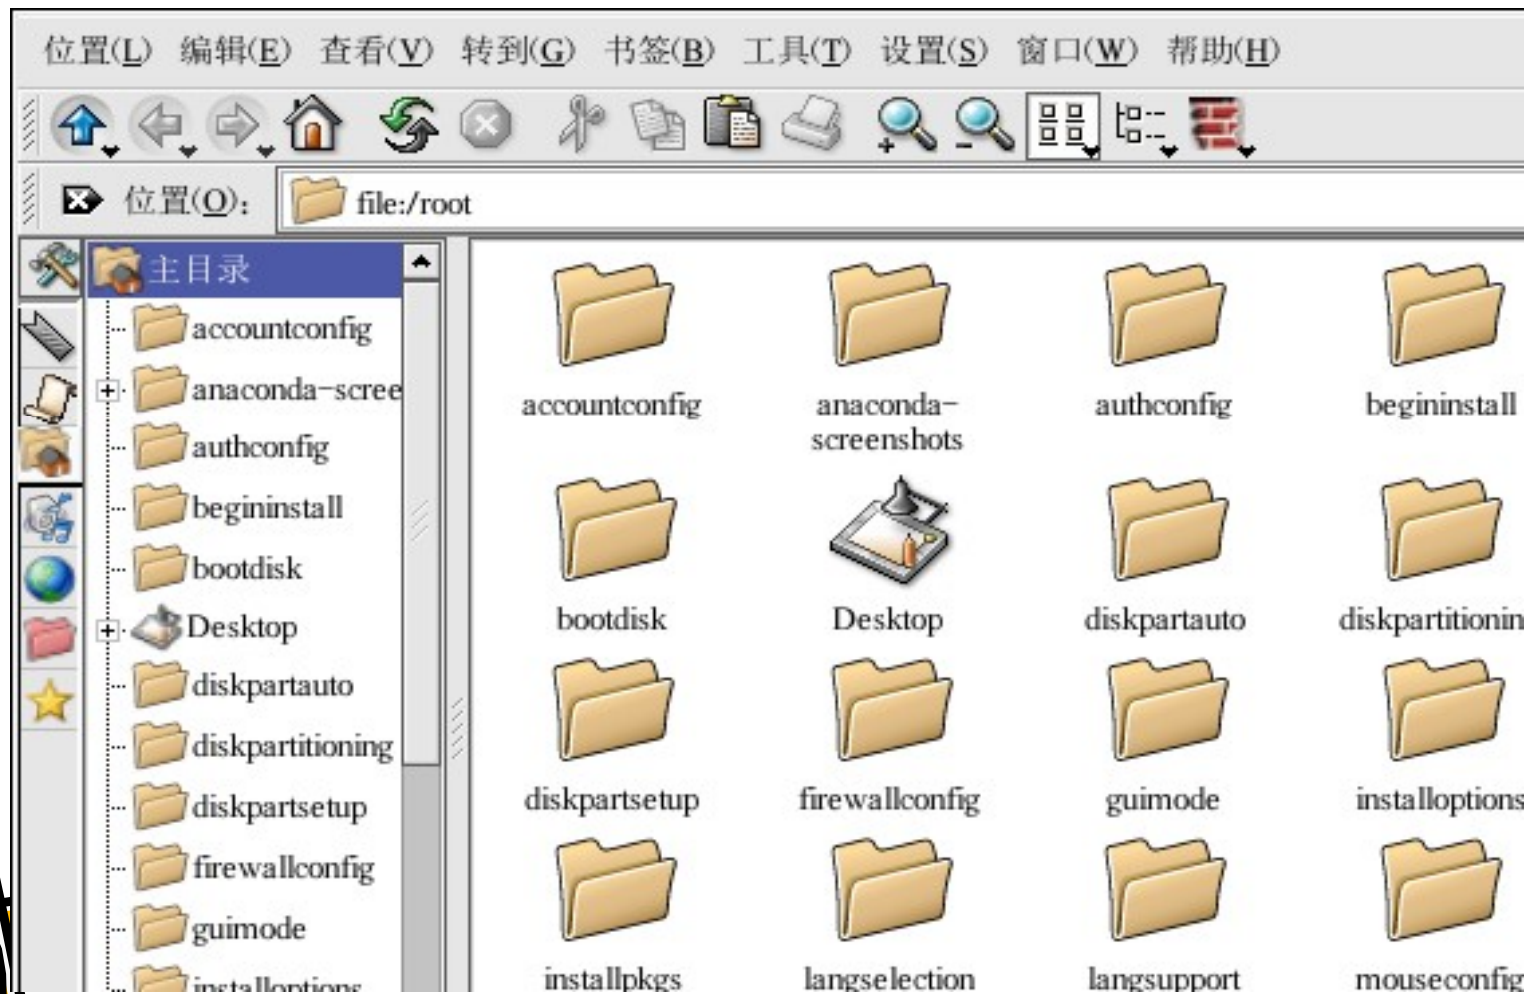 位置(L) 编辑(E) 查看(V) 转到(G) 书签(B) 工具(T) 设置(S) 窗口(W) 帮助(H)
位置(O): file:/root
主目录
accountconfig
anaconda-scree
authconfig
begininstall
bootdisk
Desktop
diskpartauto
diskpartitioning
diskpartsetup
firewallconfig
guimode
installoptions
accountconfig anaconda- authconfig begininstall
screenshots
bootdisk Desktop diskpartauto diskpartitionin
diskpartsetup firewallconfig guimode installoptions
installpkgs langselection langsupport mouseconfig